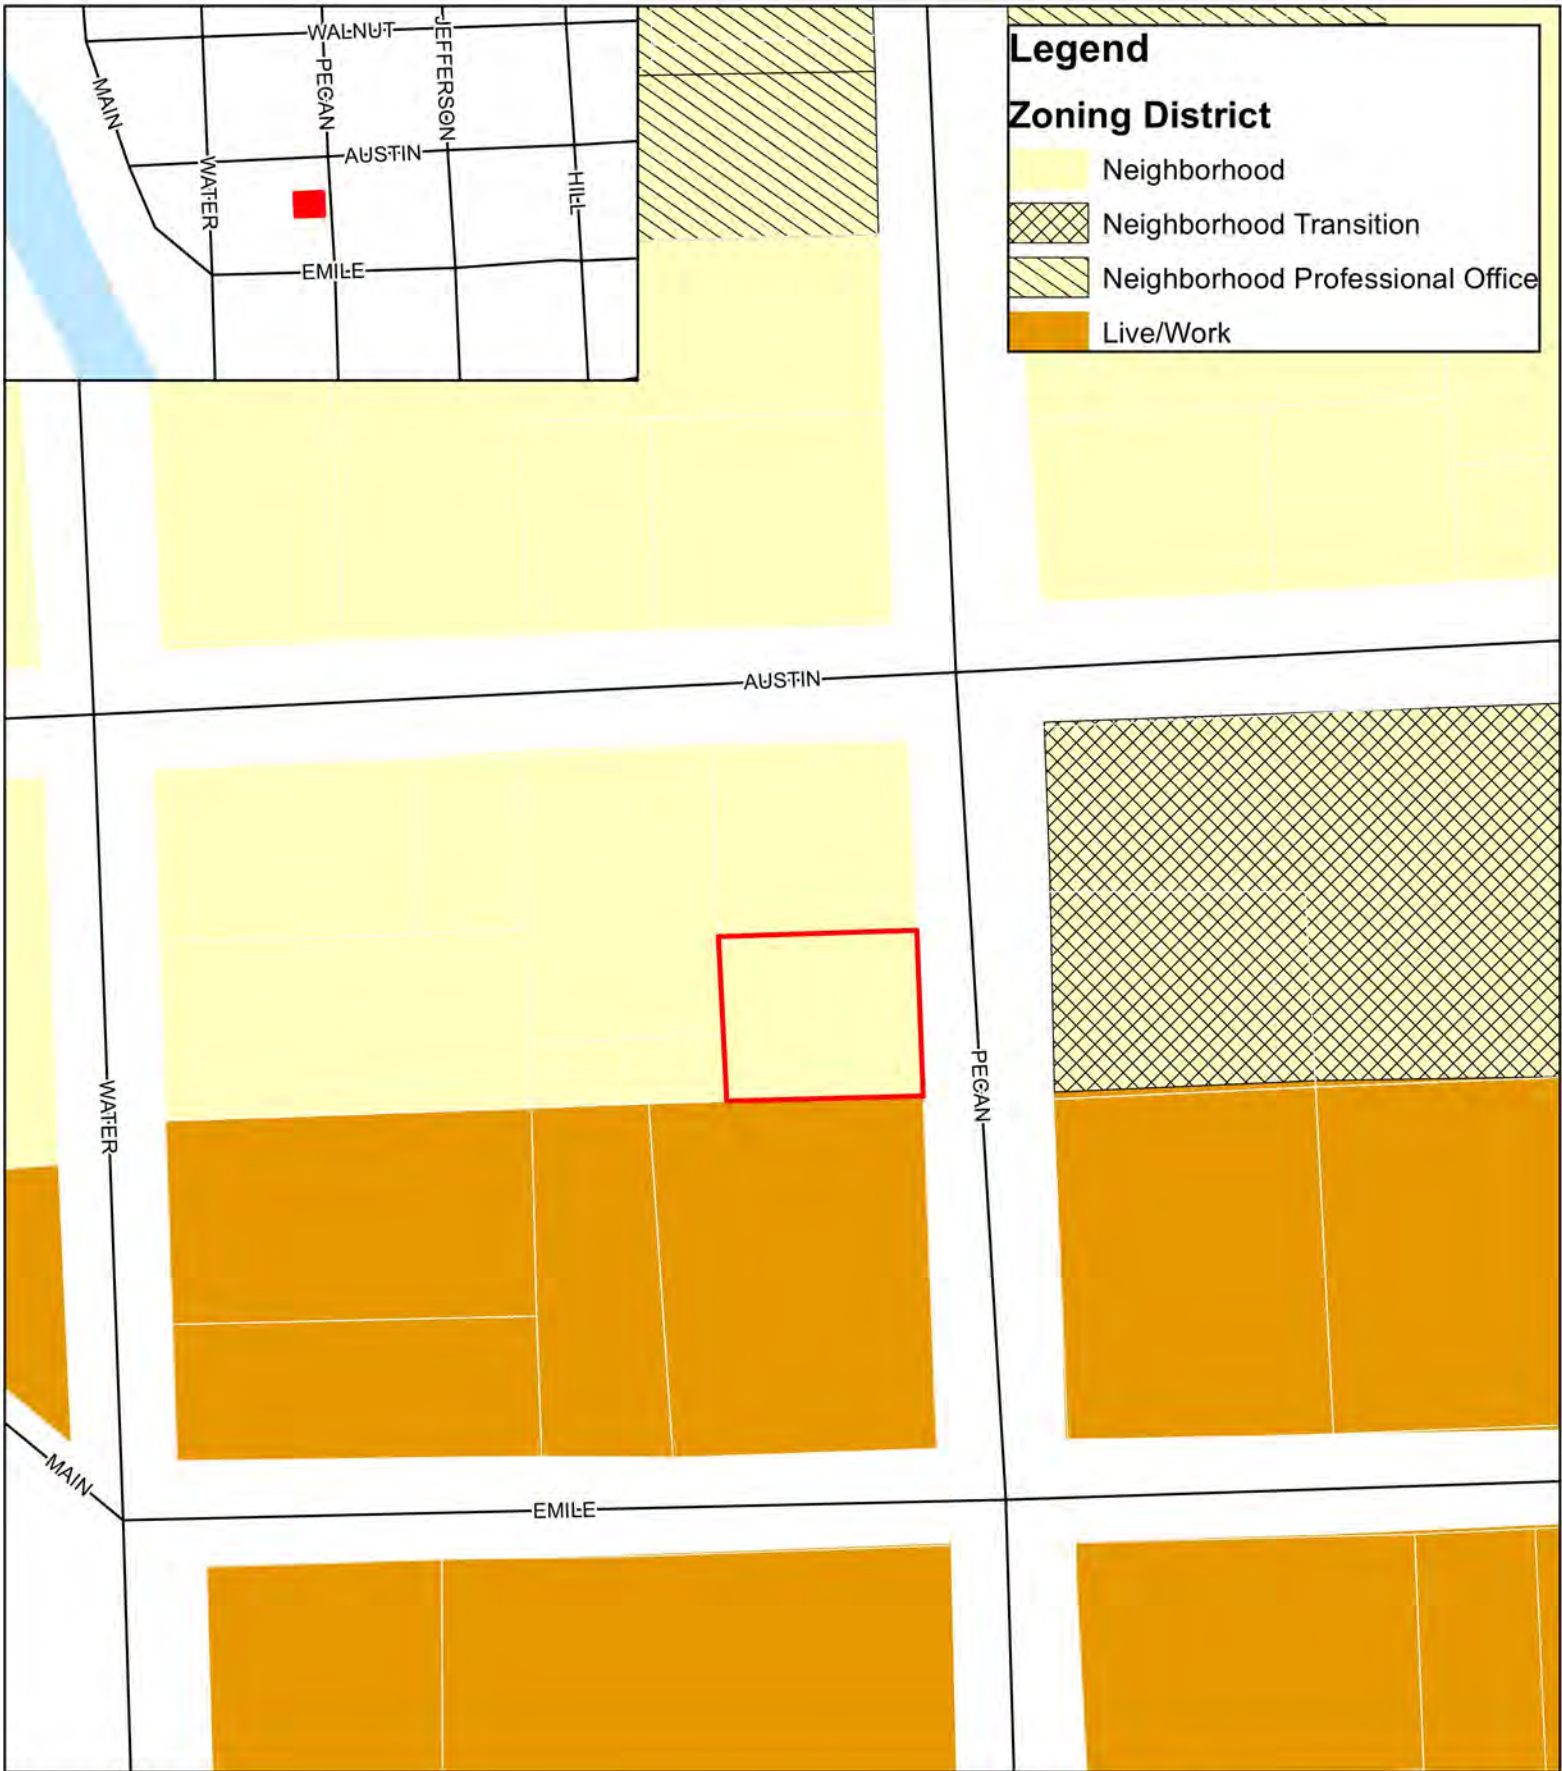 WALNUT
JEFFERSON
PECAN
MAIN
AUSTIN
WATER
HILL
EMILE
Legend
Zoning District
Neighborhood
Neighborhood Transition
Neighborhood Professional Office
Live/Work
AUSTIN
PECAN
WATER
MAIN
EMILE